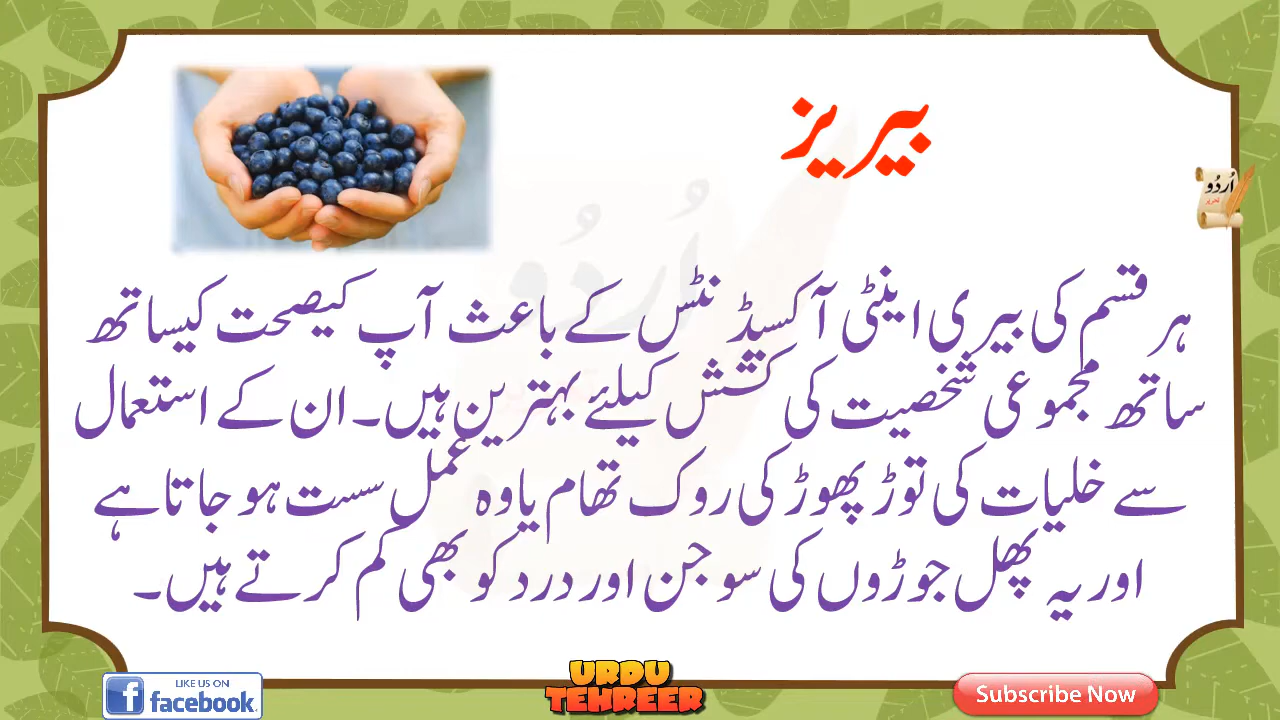 بیریز
اُردُو
تحریر
ہر قسم کی بیری اینٹی آکسیڈنٹس کے باعث آپ کیصحت کیساتھ
ساتھ مجموعی شخصیت کی کشش کیلئے بہترین ہیں۔ ان کے استعمال
سے خلیات کی توڑ پھوڑ کی روک تھام یا وہ عمل سست ہو جاتا ہے
اور یہ پھل جوڑوں کی سوجن اور درد کو بھی کم کرتے ہیں۔
LIKE US ON
facebook.
URDU
TEHREER
Subscribe Now